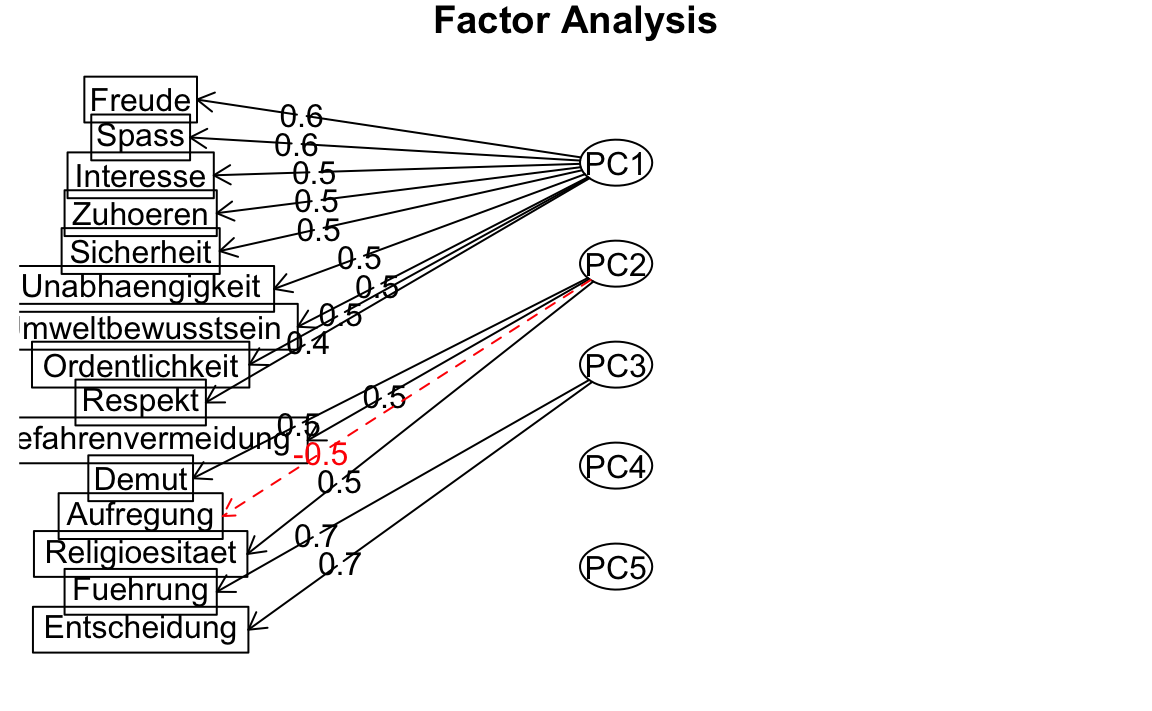 Factor Analysis
Freude
Spass
Interesse
Zuhoeren
Sicherheit
Unabhaengigkeit
mweltbewusstsein
Ordentlichkeit
Respekt
efahrenvermeidung
Demut
Aufregung
Religioesitaet
Fuehrung
Entscheidung
0.6
0.6
0.5
0.5
0.5
0.5
0.5
0.5
0.4
0.5
0.5
-0.5
0.5
0.7
0.7
PC1
PC2
PC3
PC4
PC5